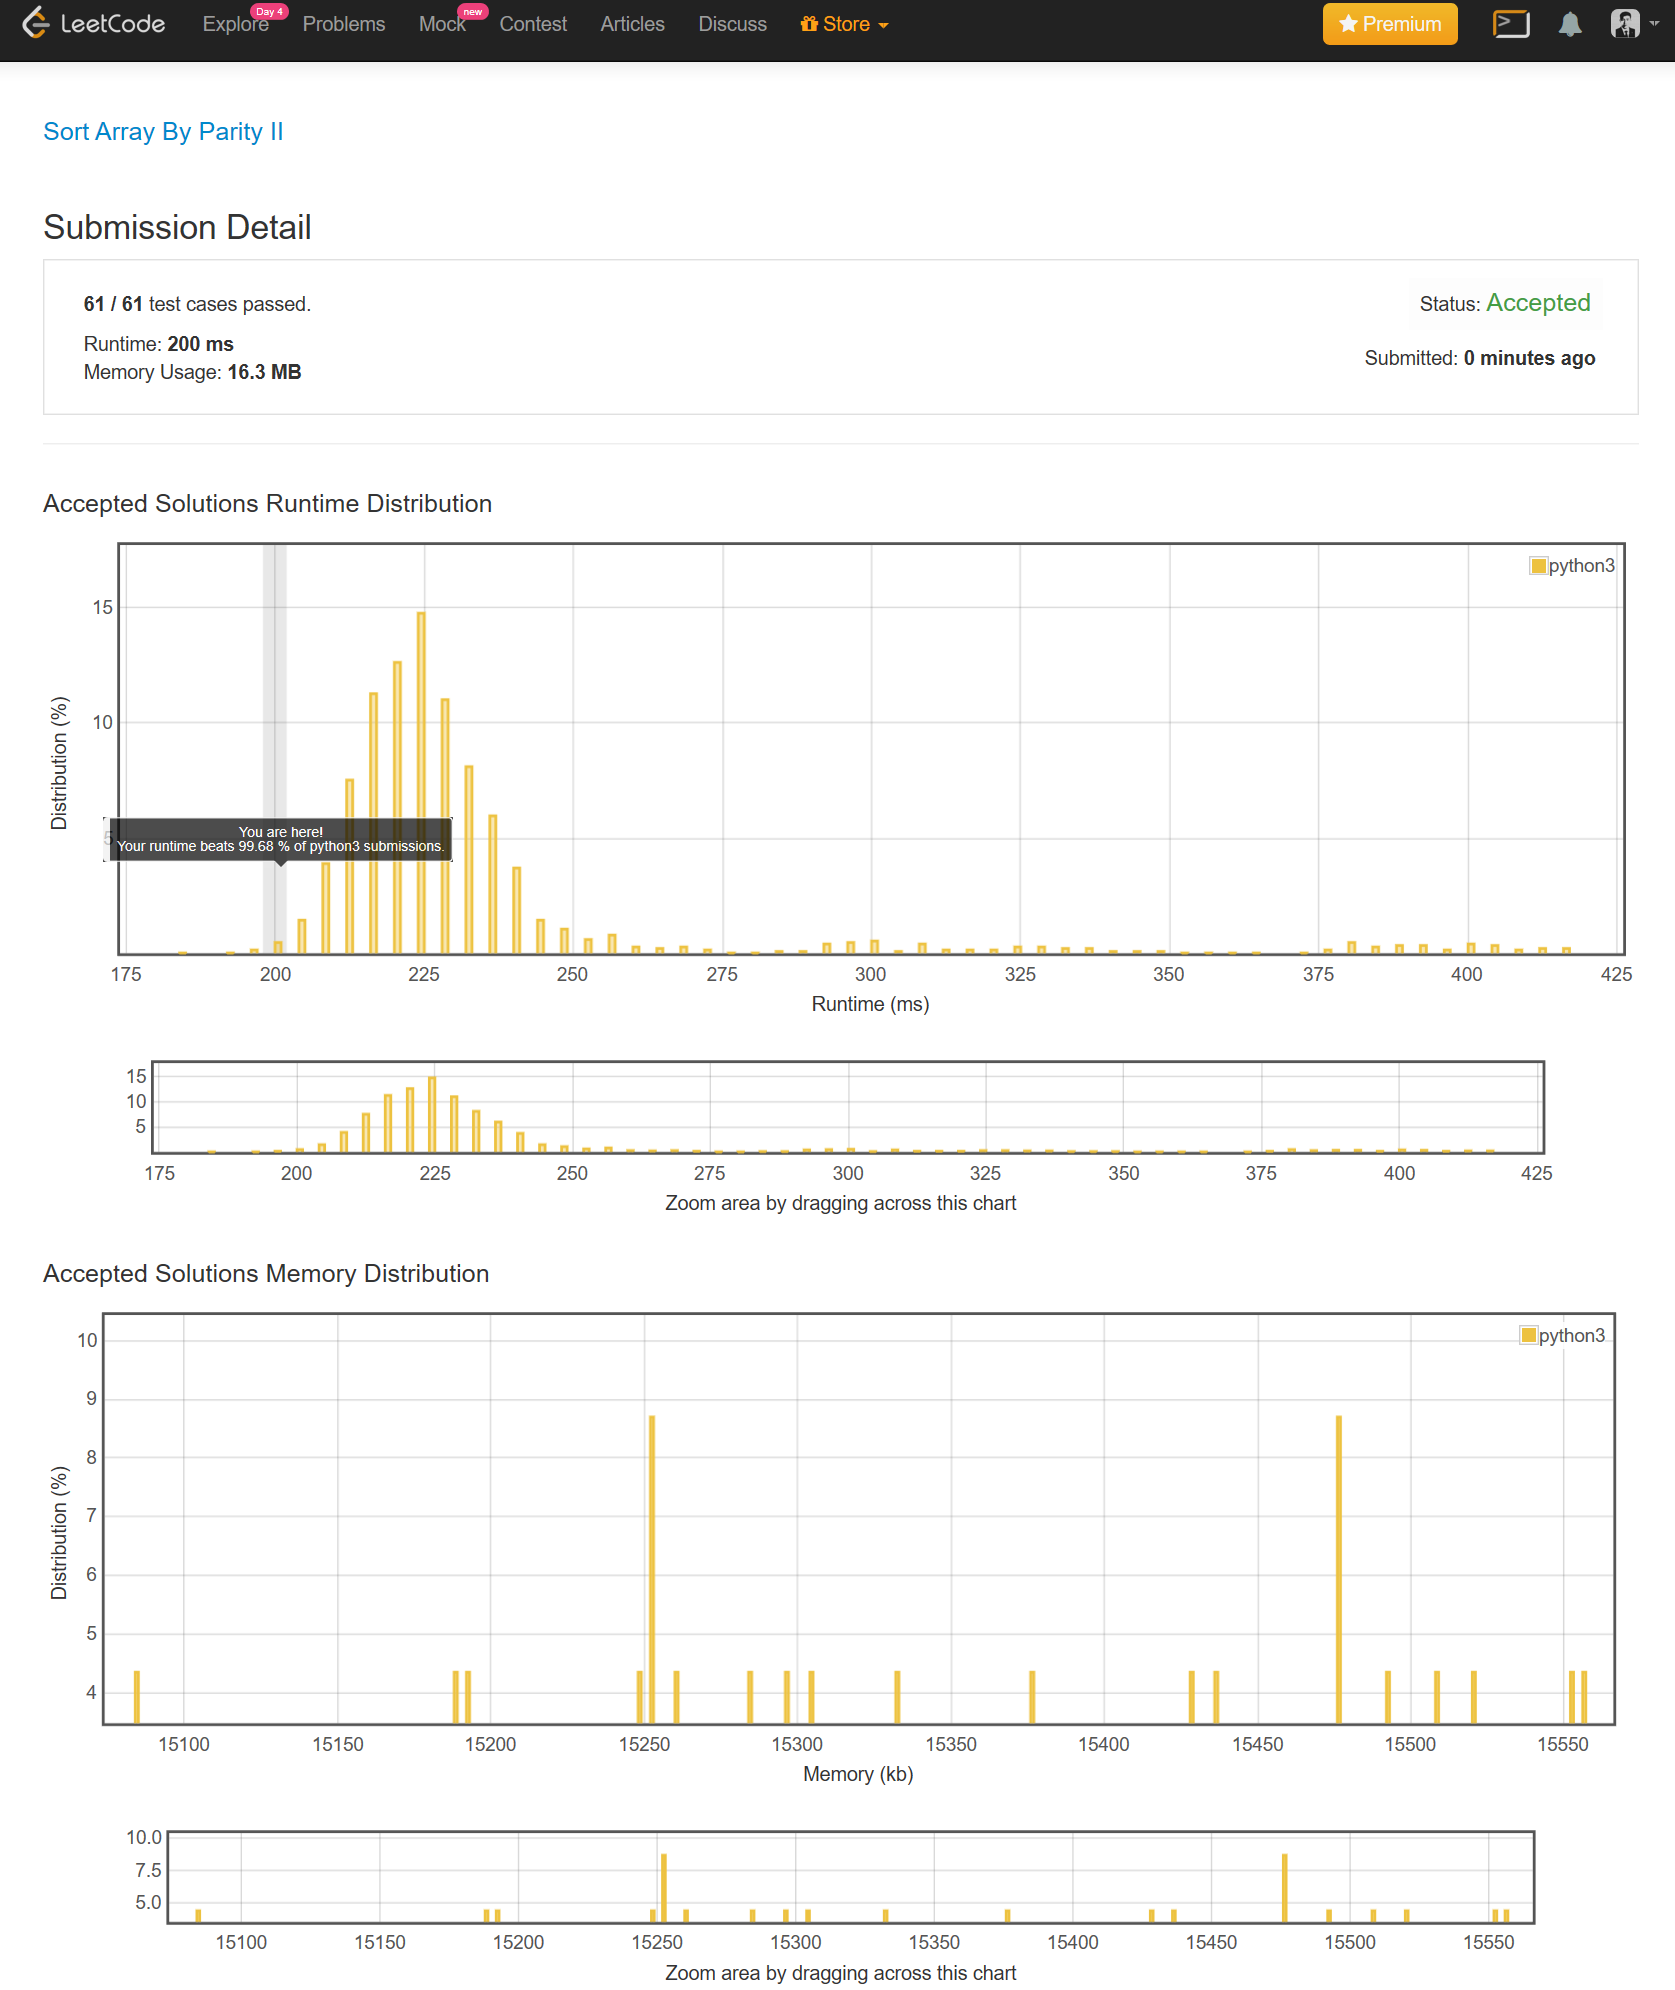 LeetCode Explore Day 4 Problems Mock new Contest Articles Discuss Store Premium
Sort Array By Parity II
Submission Detail
61 / 61 test cases passed.
Status: Accepted
Runtime: 200 ms
Submitted: 0 minutes ago
Memory Usage: 16.3 MB
Accepted Solutions Runtime Distribution
python3
15
10
5
Distribution (%)
You are here!
Your runtime beats 99.68 % of python3 submissions.
175 200 225 250 275 300 325 350 375 400 425
Runtime (ms)
15
10
5
175 200 225 250 275 300 325 350 375 400 425
Zoom area by dragging across this chart
Accepted Solutions Memory Distribution
python3
10
9
8
7
6
5
4
Distribution (%)
15100 15150 15200 15250 15300 15350 15400 15450 15500 15550
Memory (kb)
10.0
7.5
5.0
15100 15150 15200 15250 15300 15350 15400 15450 15500 15550
Zoom area by dragging across this chart